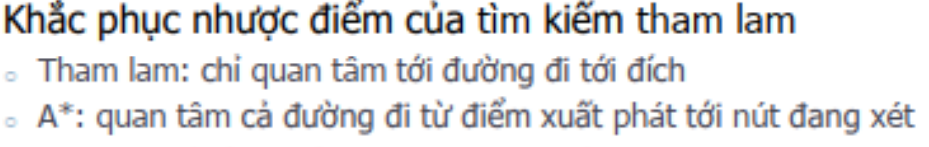 Khắc phục nhược điểm của tìm kiếm tham lam
◦ Tham lam: chỉ quan tâm tới đường đi tới đích
◦ A*: quan tâm cả đường đi từ điểm xuất phát tới nút đang xét